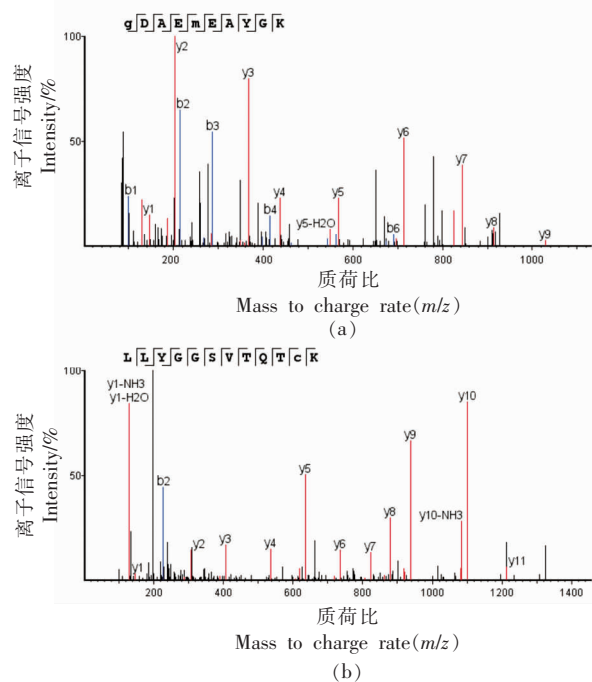 gDAEmEAYGK
100
y2
y3
b2
b3
y6
50
y7
b1
y4
y5
y1
b4
y5-H2O
b6
y8
y9
200 400 600 800 1000
离子信号强度
Intensity/%
质荷比
Mass to charge rate(m/z)
(a)
LLYGGSVTQTcK
100
y1-NH3
y1-H2O
y10
y9
y5
50
b2
y8
y10-NH3
y2
y3
y4
y6
y7
y1
y11
200 400 600 800 1000 1200 1400
离子信号强度
Intensity/%
质荷比
Mass to charge rate(m/z)
(b)